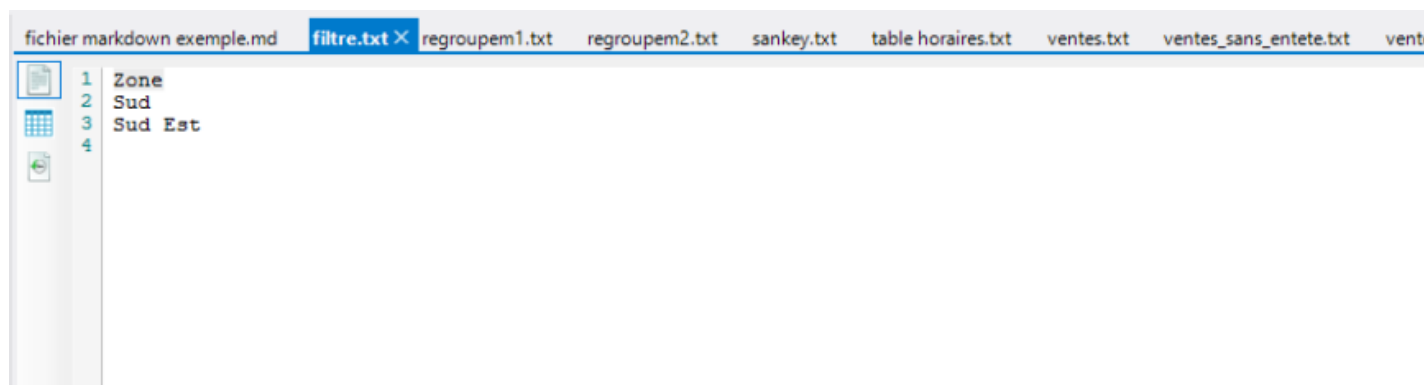 fichier markdown exemple.md filtre.txt × regroupem1.txt regroupem2.txt sankey.txt table horaires.txt ventes.txt ventes_sans_entete.txt vent
1 Zone
2 Sud
3 Sud Est
4